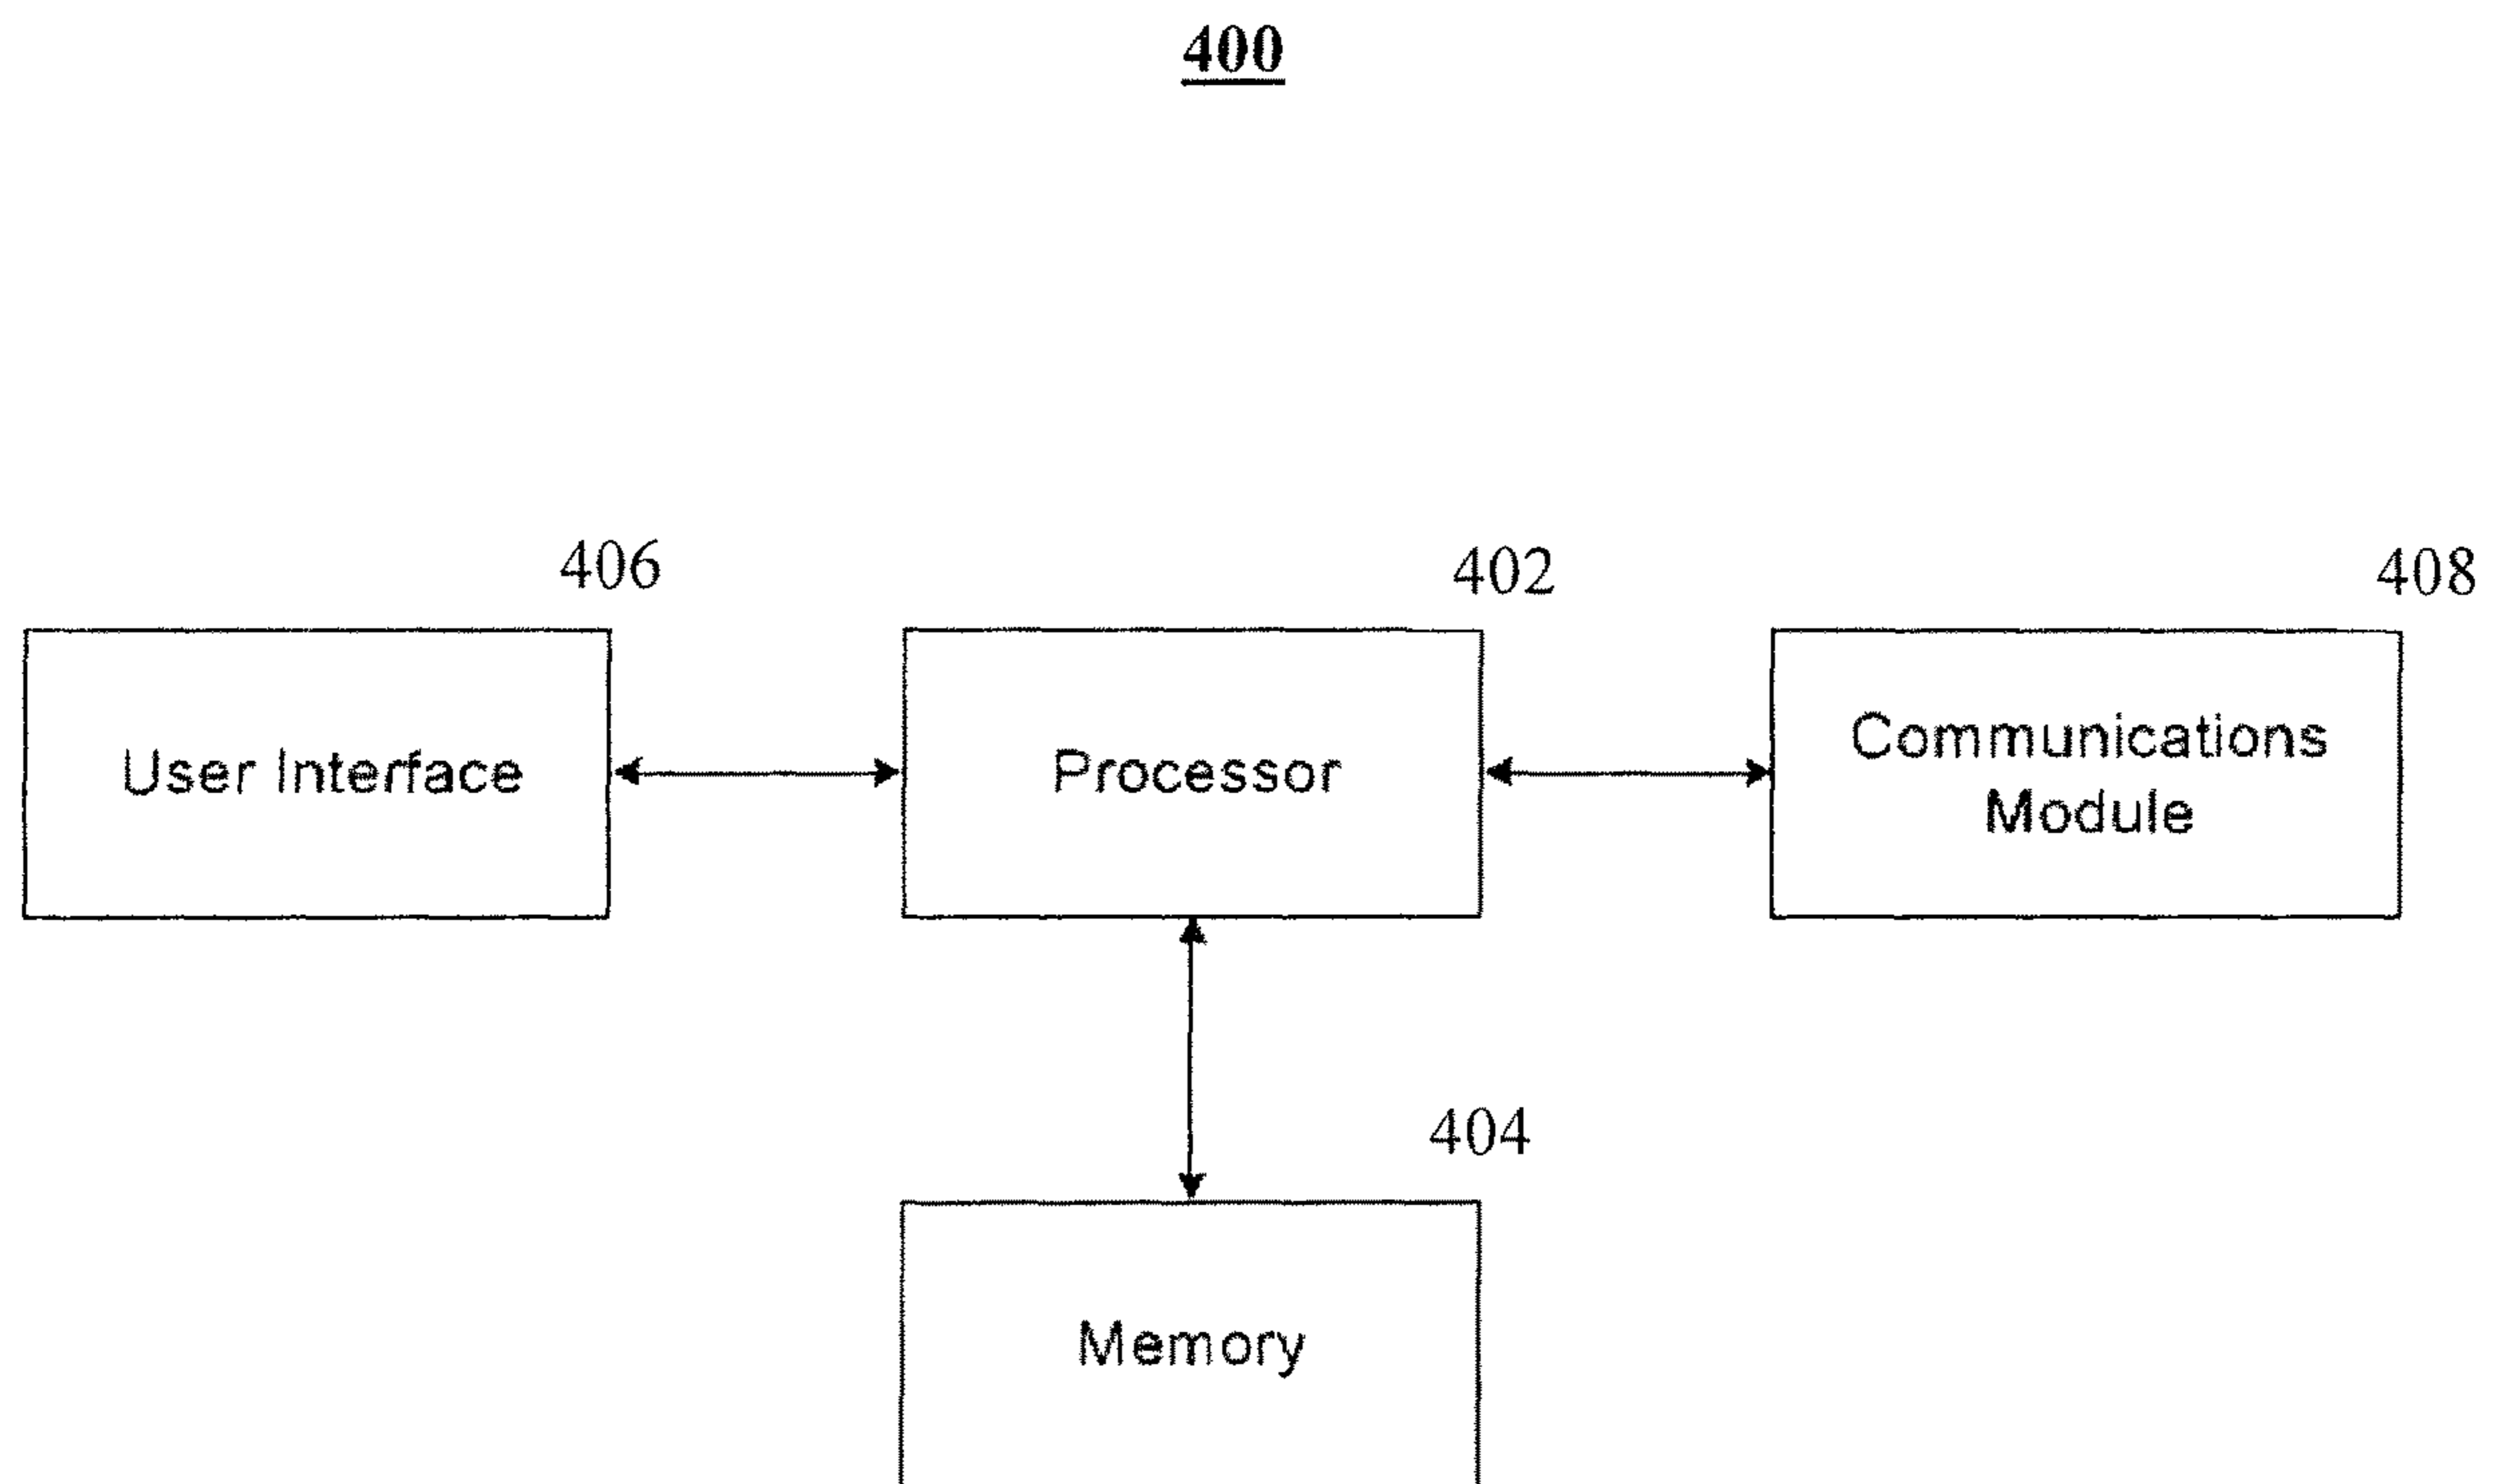 400
406
402
408
User Interface
Processor
Communications
Module
404
Memory